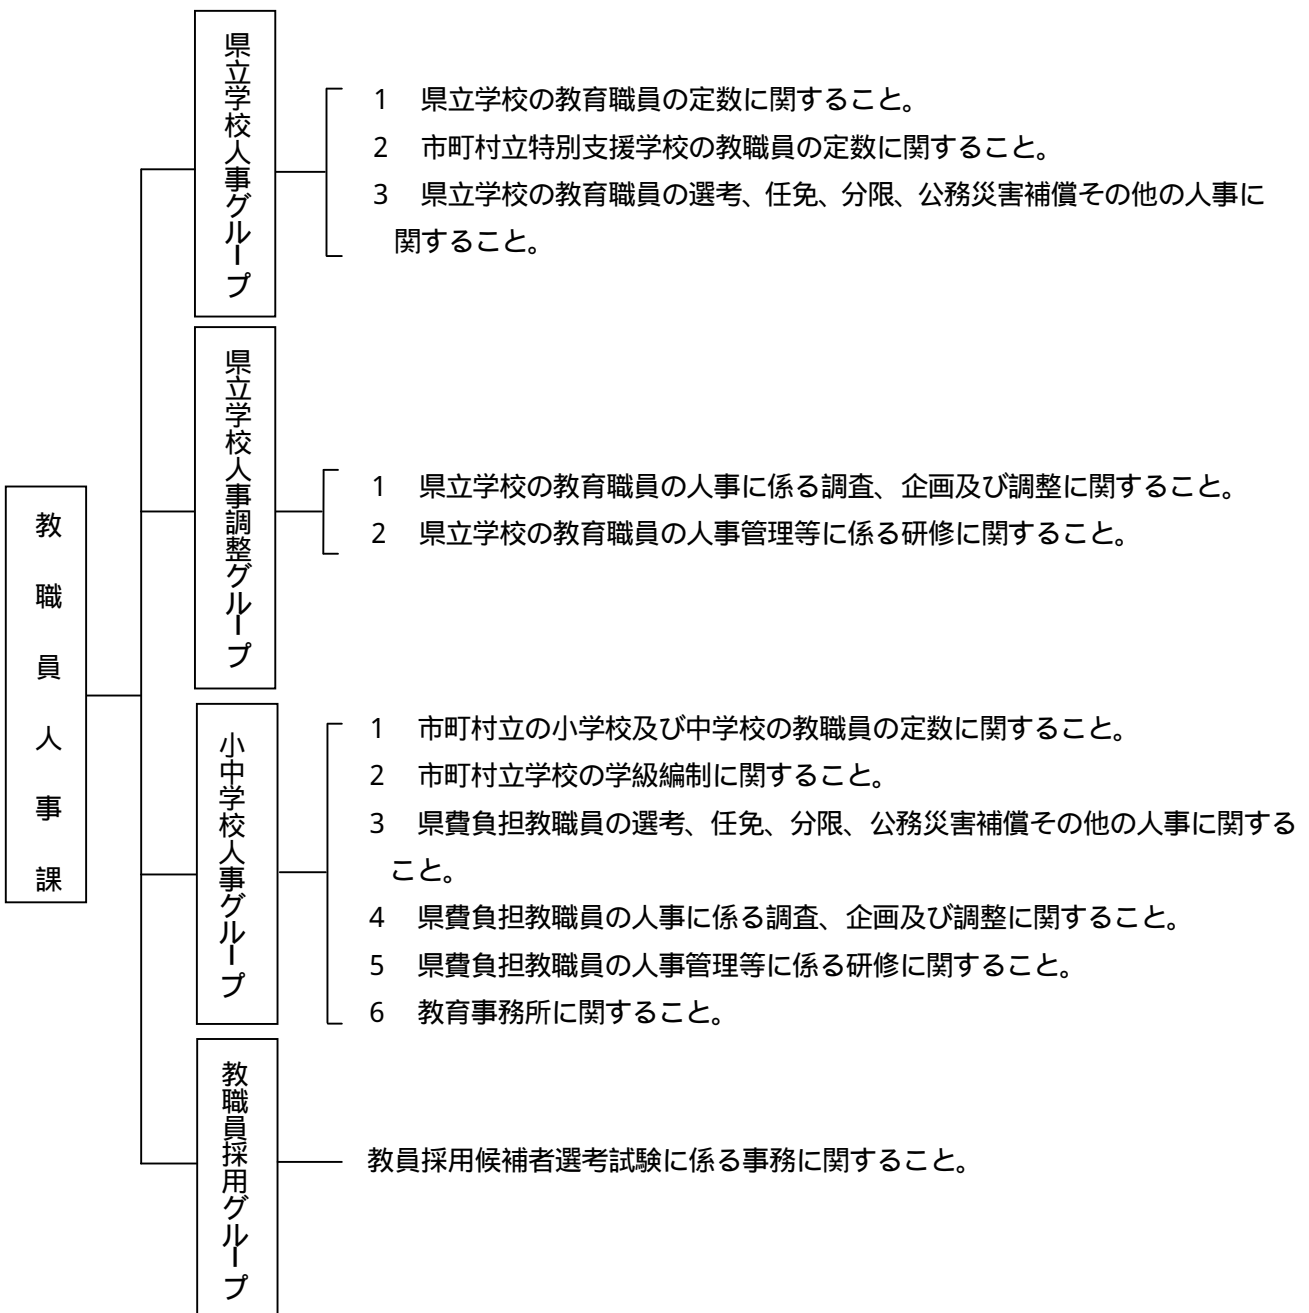 教職員人事課
県立学校人事グループ
1 県立学校の教育職員の定数に関すること。
2 市町村立特別支援学校の教職員の定数に関すること。
3 県立学校の教育職員の選考、任免、分限、公務災害補償その他の人事に
関すること。
県立学校人事調整グループ
1 県立学校の教育職員の人事に係る調査、企画及び調整に関すること。
2 県立学校の教育職員の人事管理等に係る研修に関すること。
小中学校人事グループ
1 市町村立の小学校及び中学校の教職員の定数に関すること。
2 市町村立学校の学級編制に関すること。
3 県費負担教職員の選考、任免、分限、公務災害補償その他の人事に関する
こと。
4 県費負担教職員の人事に係る調査、企画及び調整に関すること。
5 県費負担教職員の人事管理等に係る研修に関すること。
6 教育事務所に関すること。
教職員採用グループ
教員採用候補者選考試験に係る事務に関すること。